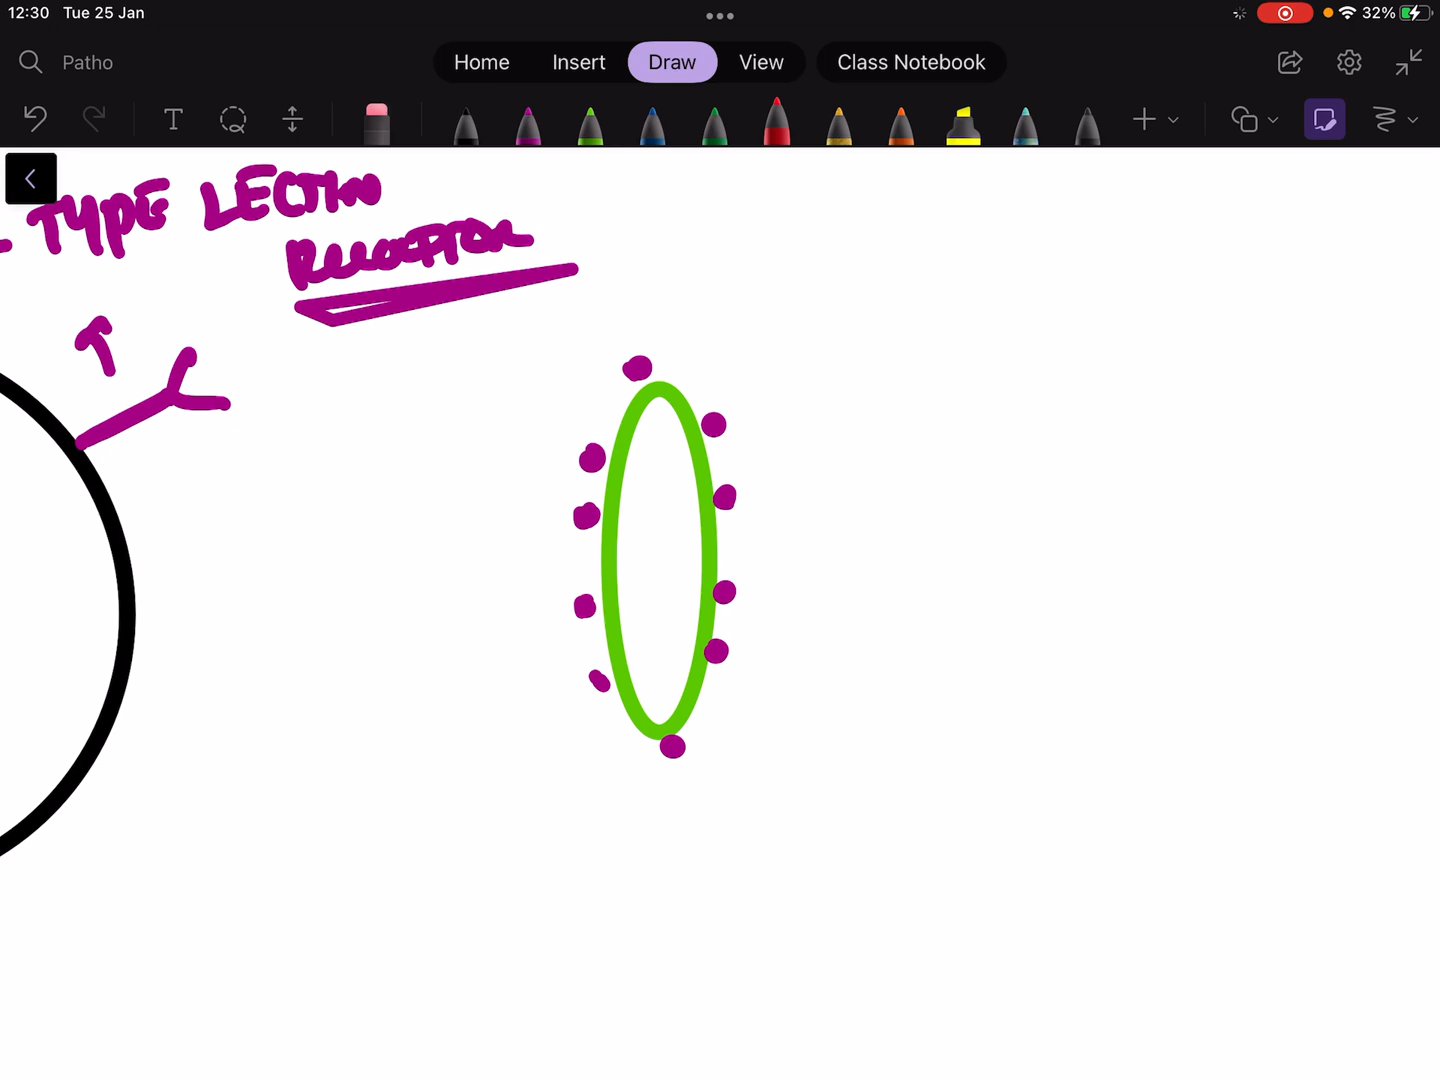 12:30 Tue 25 Jan 32%
Patho Home Insert Draw View Class Notebook
T
- TYPE LECTIN
RECEPTOR